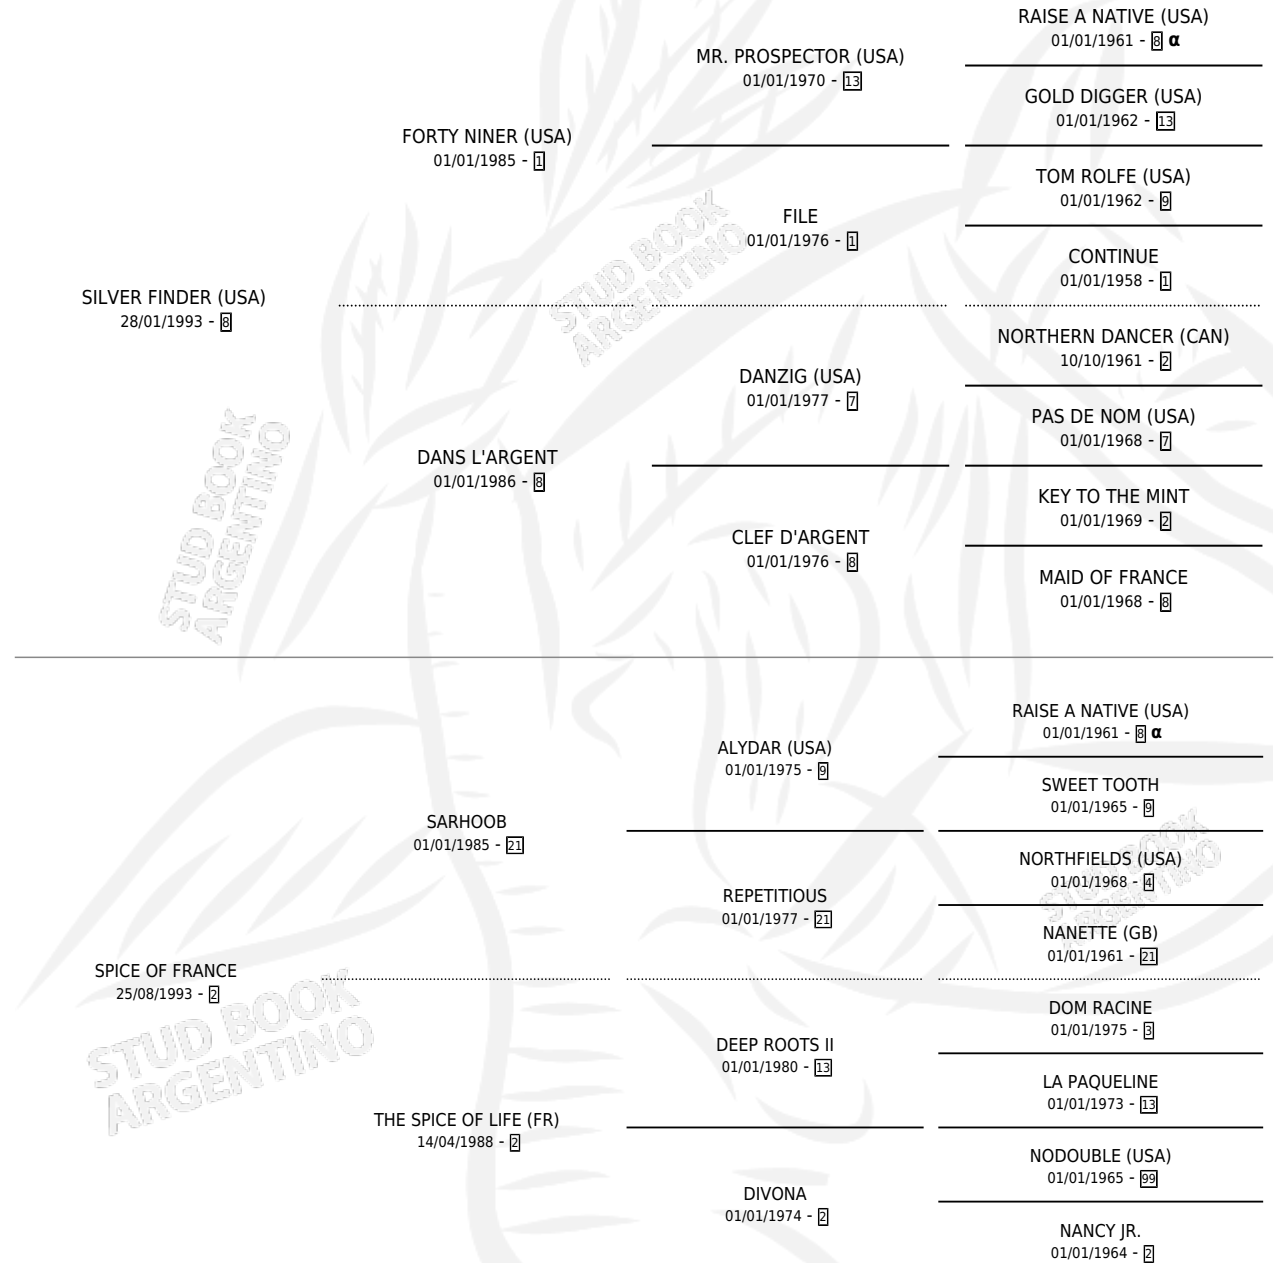 RAISE A NATIVE (USA)
01/01/1961 - 8 α
MR. PROSPECTOR (USA)
01/01/1970 - 13
GOLD DIGGER (USA)
01/01/1962 - 13
FORTY NINER (USA)
01/01/1985 - 1
TOM ROLFE (USA)
01/01/1962 - 9
FILE
01/01/1976 - 1
CONTINUE
01/01/1958 - 1
SILVER FINDER (USA)
28/01/1993 - 8
NORTHERN DANCER (CAN)
10/10/1961 - 2
DANZIG (USA)
01/01/1977 - 7
PAS DE NOM (USA)
01/01/1968 - 7
DANS L'ARGENT
01/01/1986 - 8
KEY TO THE MINT
01/01/1969 - 2
CLEF D'ARGENT
01/01/1976 - 8
MAID OF FRANCE
01/01/1968 - 8
RAISE A NATIVE (USA)
01/01/1961 - 8 α
ALYDAR (USA)
01/01/1975 - 9
SWEET TOOTH
01/01/1965 - 9
SARHOOB
01/01/1985 - 21
NORTHFIELDS (USA)
01/01/1968 - 4
REPETITIOUS
01/01/1977 - 21
NANETTE (GB)
01/01/1961 - 21
SPICE OF FRANCE
25/08/1993 - 2
DOM RACINE
01/01/1975 - 3
DEEP ROOTS II
01/01/1980 - 13
LA PAQUELINE
01/01/1973 - 13
THE SPICE OF LIFE (FR)
14/04/1988 - 2
NODOUBLE (USA)
01/01/1965 - 99
DIVONA
01/01/1974 - 2
NANCY JR.
01/01/1964 - 2
STUD BOOK
ARGENTINO
STUD BOOK
ARGENTINO
STUD BOOK
ARGENTINO
STUD BOOK
ARGENTINO